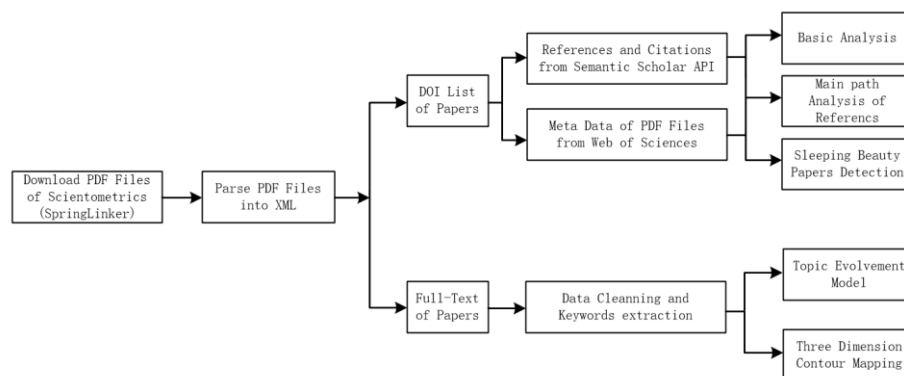 Download PDF Files
of Scientometrics
(SpringLinker)
Parse PDF Files
into XML
DOI List
of Papers
References and Citations
from Semantic Scholar API
Meta Data of PDF Files
from Web of Sciences
Basic Analysis
Main path
Analysis of
Referencs
Sleeping Beauty
Papers Detection
Full-Text
of Papers
Data Cleanning and
Keywords extraction
Topic Evolvement
Model
Three Dimension
Contour Mapping